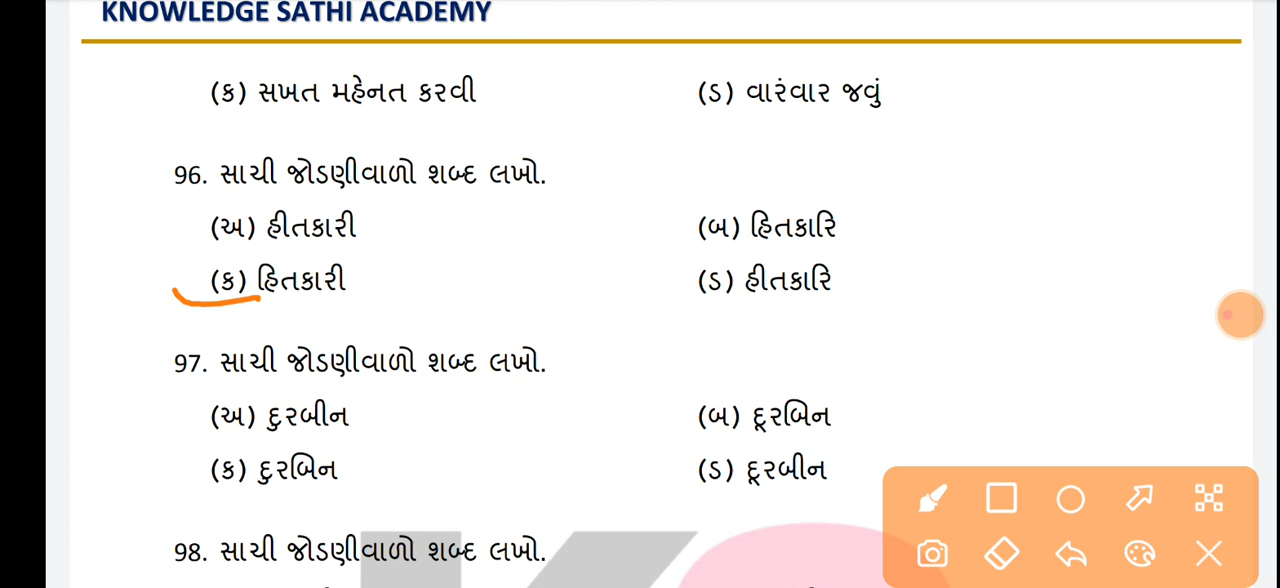 KNOWLEDGE SATHI ACADEMY
(ક) સખત મહેનત કરવી (ડ) વારંવાર જવું
96. સાચી જોડણીવાળો શબ્દ લખો.
(અ) હીતકારી (બ) હિતકારિ
(ક) હિતકારી (ડ) હીતકારિ
97. સાચી જોડણીવાળો શબ્દ લખો.
(અ) દુરબીન (બ) દૂરબિન
(ક) દુરબિન (ડ) દૂરબીન
98. સાચી જોડણીવાળો શબ્દ લખો.